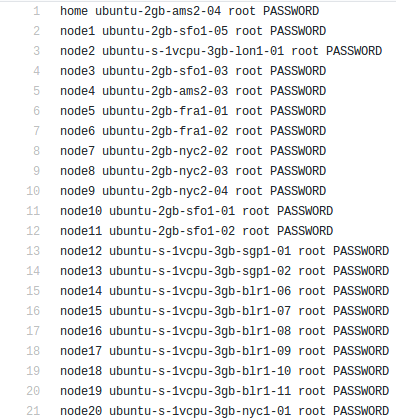 1 home ubuntu-2gb-ams2-04 root PASSWORD
2 node1 ubuntu-2gb-sfo1-05 root PASSWORD
3 node2 ubuntu-s-1vcpu-3gb-lon1-01 root PASSWORD
4 node3 ubuntu-2gb-sfo1-03 root PASSWORD
5 node4 ubuntu-2gb-ams2-03 root PASSWORD
6 node5 ubuntu-2gb-fra1-01 root PASSWORD
7 node6 ubuntu-2gb-fra1-02 root PASSWORD
8 node7 ubuntu-2gb-nyc2-02 root PASSWORD
9 node8 ubuntu-2gb-nyc2-03 root PASSWORD
10 node9 ubuntu-2gb-nyc2-04 root PASSWORD
11 node10 ubuntu-2gb-sfo1-01 root PASSWORD
12 node11 ubuntu-2gb-sfo1-02 root PASSWORD
13 node12 ubuntu-s-1vcpu-3gb-sgp1-01 root PASSWORD
14 node13 ubuntu-s-1vcpu-3gb-sgp1-02 root PASSWORD
15 node14 ubuntu-s-1vcpu-3gb-blr1-06 root PASSWORD
16 node15 ubuntu-s-1vcpu-3gb-blr1-07 root PASSWORD
17 node16 ubuntu-s-1vcpu-3gb-blr1-08 root PASSWORD
18 node17 ubuntu-s-1vcpu-3gb-blr1-09 root PASSWORD
19 node18 ubuntu-s-1vcpu-3gb-blr1-10 root PASSWORD
20 node19 ubuntu-s-1vcpu-3gb-blr1-11 root PASSWORD
21 node20 ubuntu-s-1vcpu-3gb-nyc1-01 root PASSWORD